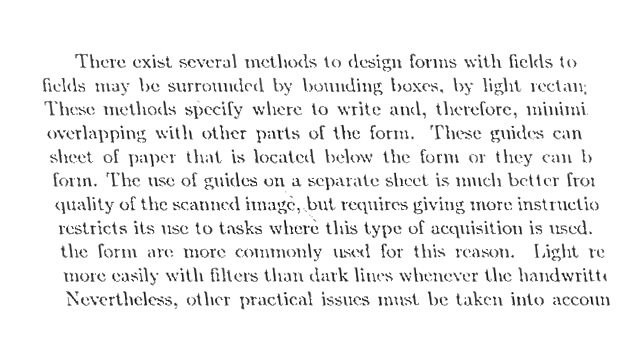 There exist several methods to design forms with fields to
fields may be surrounded by bounding boxes, by light rectan
These methods specify where to write and, therefore, minimi
overlapping with other parts of the form. These guides can
sheet of paper that is located below the form or they can b
form. The use of guides on a separate sheet is much better from
quality of the scanned image, but requires giving more instructio
restricts its use to tasks where this type of acquisition is used.
the form are more commonly used for this reason. Light re
more easily with filters than dark lines whenever the handwritt
Nevertheless, other practical issues must be taken into accoun